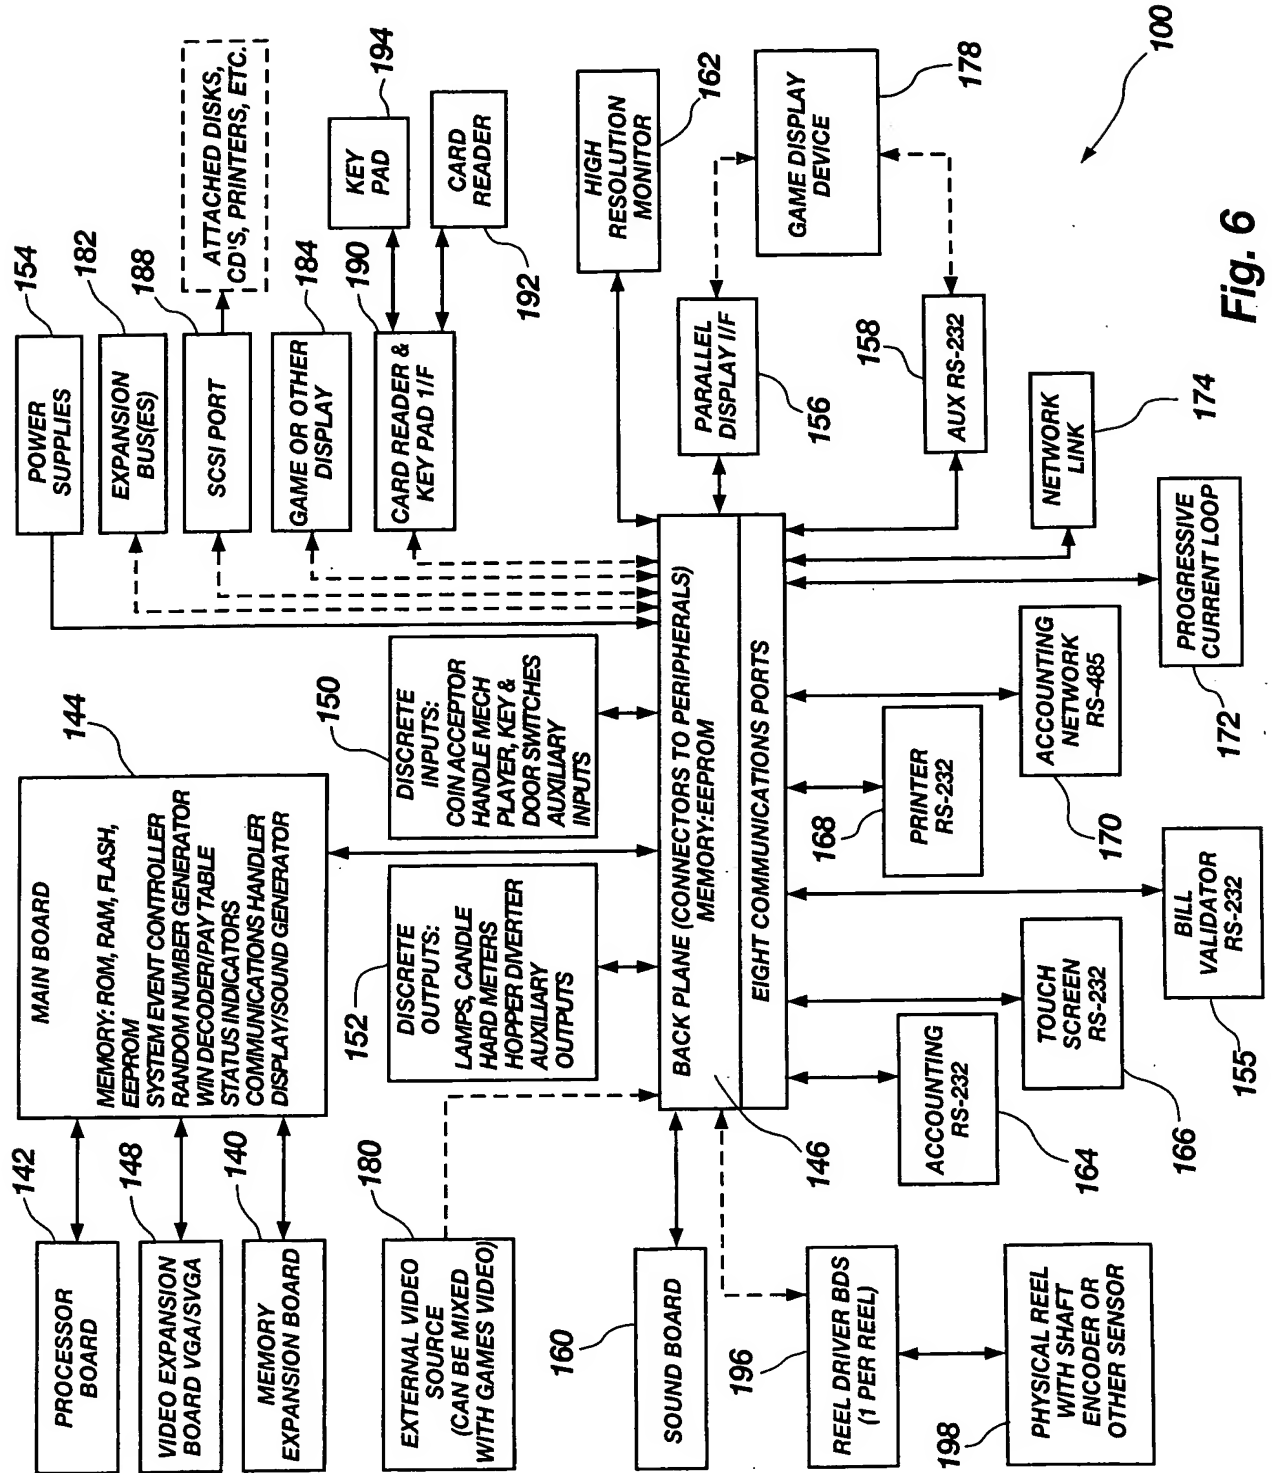 142
PROCESSOR
BOARD
148
VIDEO EXPANSION
BOARD VGA/SVGA
140
MEMORY
EXPANSION BOARD
144
MAIN BOARD
MEMORY: ROM, RAM, FLASH,
EEPROM
SYSTEM EVENT CONTROLLER
RANDOM NUMBER GENERATOR
WIN DECODER/PAY TABLE
STATUS INDICATORS
COMMUNICATIONS HANDLER
DISPLAY/SOUND GENERATOR
154
POWER
SUPPLIES
182
EXPANSION
BUS(ES)
188
SCSI PORT
ATTACHED DISKS,
CD'S, PRINTERS, ETC.
184
GAME OR OTHER
DISPLAY
190
CARD READER &
KEY PAD 1/F
KEY
PAD
194
CARD
READER
192
180
EXTERNAL VIDEO
SOURCE
(CAN BE MIXED
WITH GAMES VIDEO)
152
DISCRETE
OUTPUTS:
LAMPS, CANDLE
HARD METERS
HOPPER DIVERTER
AUXILIARY
OUTPUTS
150
DISCRETE
INPUTS:
COIN ACCEPTOR
HANDLE MECH
PLAYER, KEY &
DOOR SWITCHES
AUXILIARY
INPUTS
160
SOUND BOARD
BACK PLANE (CONNECTORS TO PERIPHERALS)
MEMORY:EEPROM
EIGHT COMMUNICATIONS PORTS
146
HIGH
RESOLUTION
MONITOR
162
PARALLEL
DISPLAY I/F
156
GAME DISPLAY
DEVICE
178
158
AUX RS-232
196
REEL DRIVER BDS
(1 PER REEL)
198
PHYSICAL REEL
WITH SHAFT
ENCODER OR
OTHER SENSOR
ACCOUNTING
RS-232
164
TOUCH
SCREEN
RS-232
166
BILL
VALIDATOR
RS-232
155
168
PRINTER
RS-232
ACCOUNTING
NETWORK
RS-485
170
PROGRESSIVE
CURRENT LOOP
172
NETWORK
LINK
174
100
Fig. 6